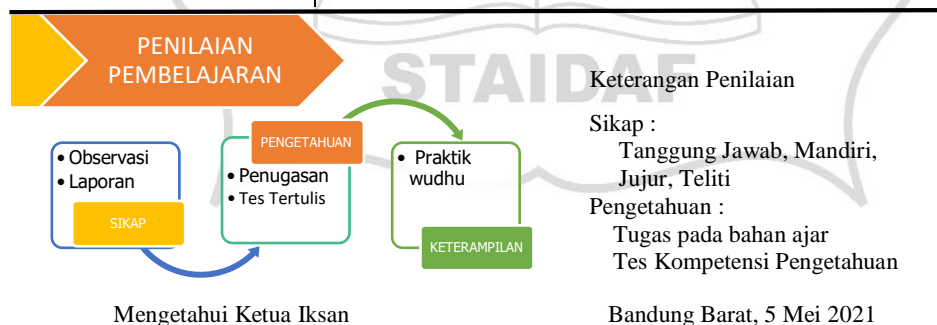 PENILAIAN
PEMBELAJARAN
STAIDAF
• Observasi
• Laporan
SIKAP
PENGETAHUAN
• Penugasan
• Tes Tertulis
• Praktik
wudhu
KETERAMPILAN
Keterangan Penilaian
Sikap :
Tanggung Jawab, Mandiri,
Jujur, Teliti
Pengetahuan :
Tugas pada bahan ajar
Tes Kompetensi Pengetahuan
Mengetahui Ketua Iksan
Bandung Barat, 5 Mei 2021